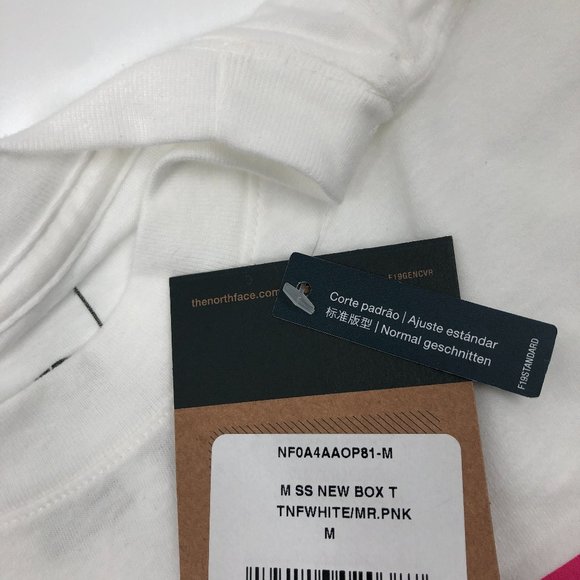 thenorthface.com
F19GENCVR
Corte padrão | Ajuste estándar
标准版型 | Normal geschnitten
F19STANDARD
NF0A4AAOP81-M
M SS NEW BOX T
TNFWHITE/MR.PNK
M